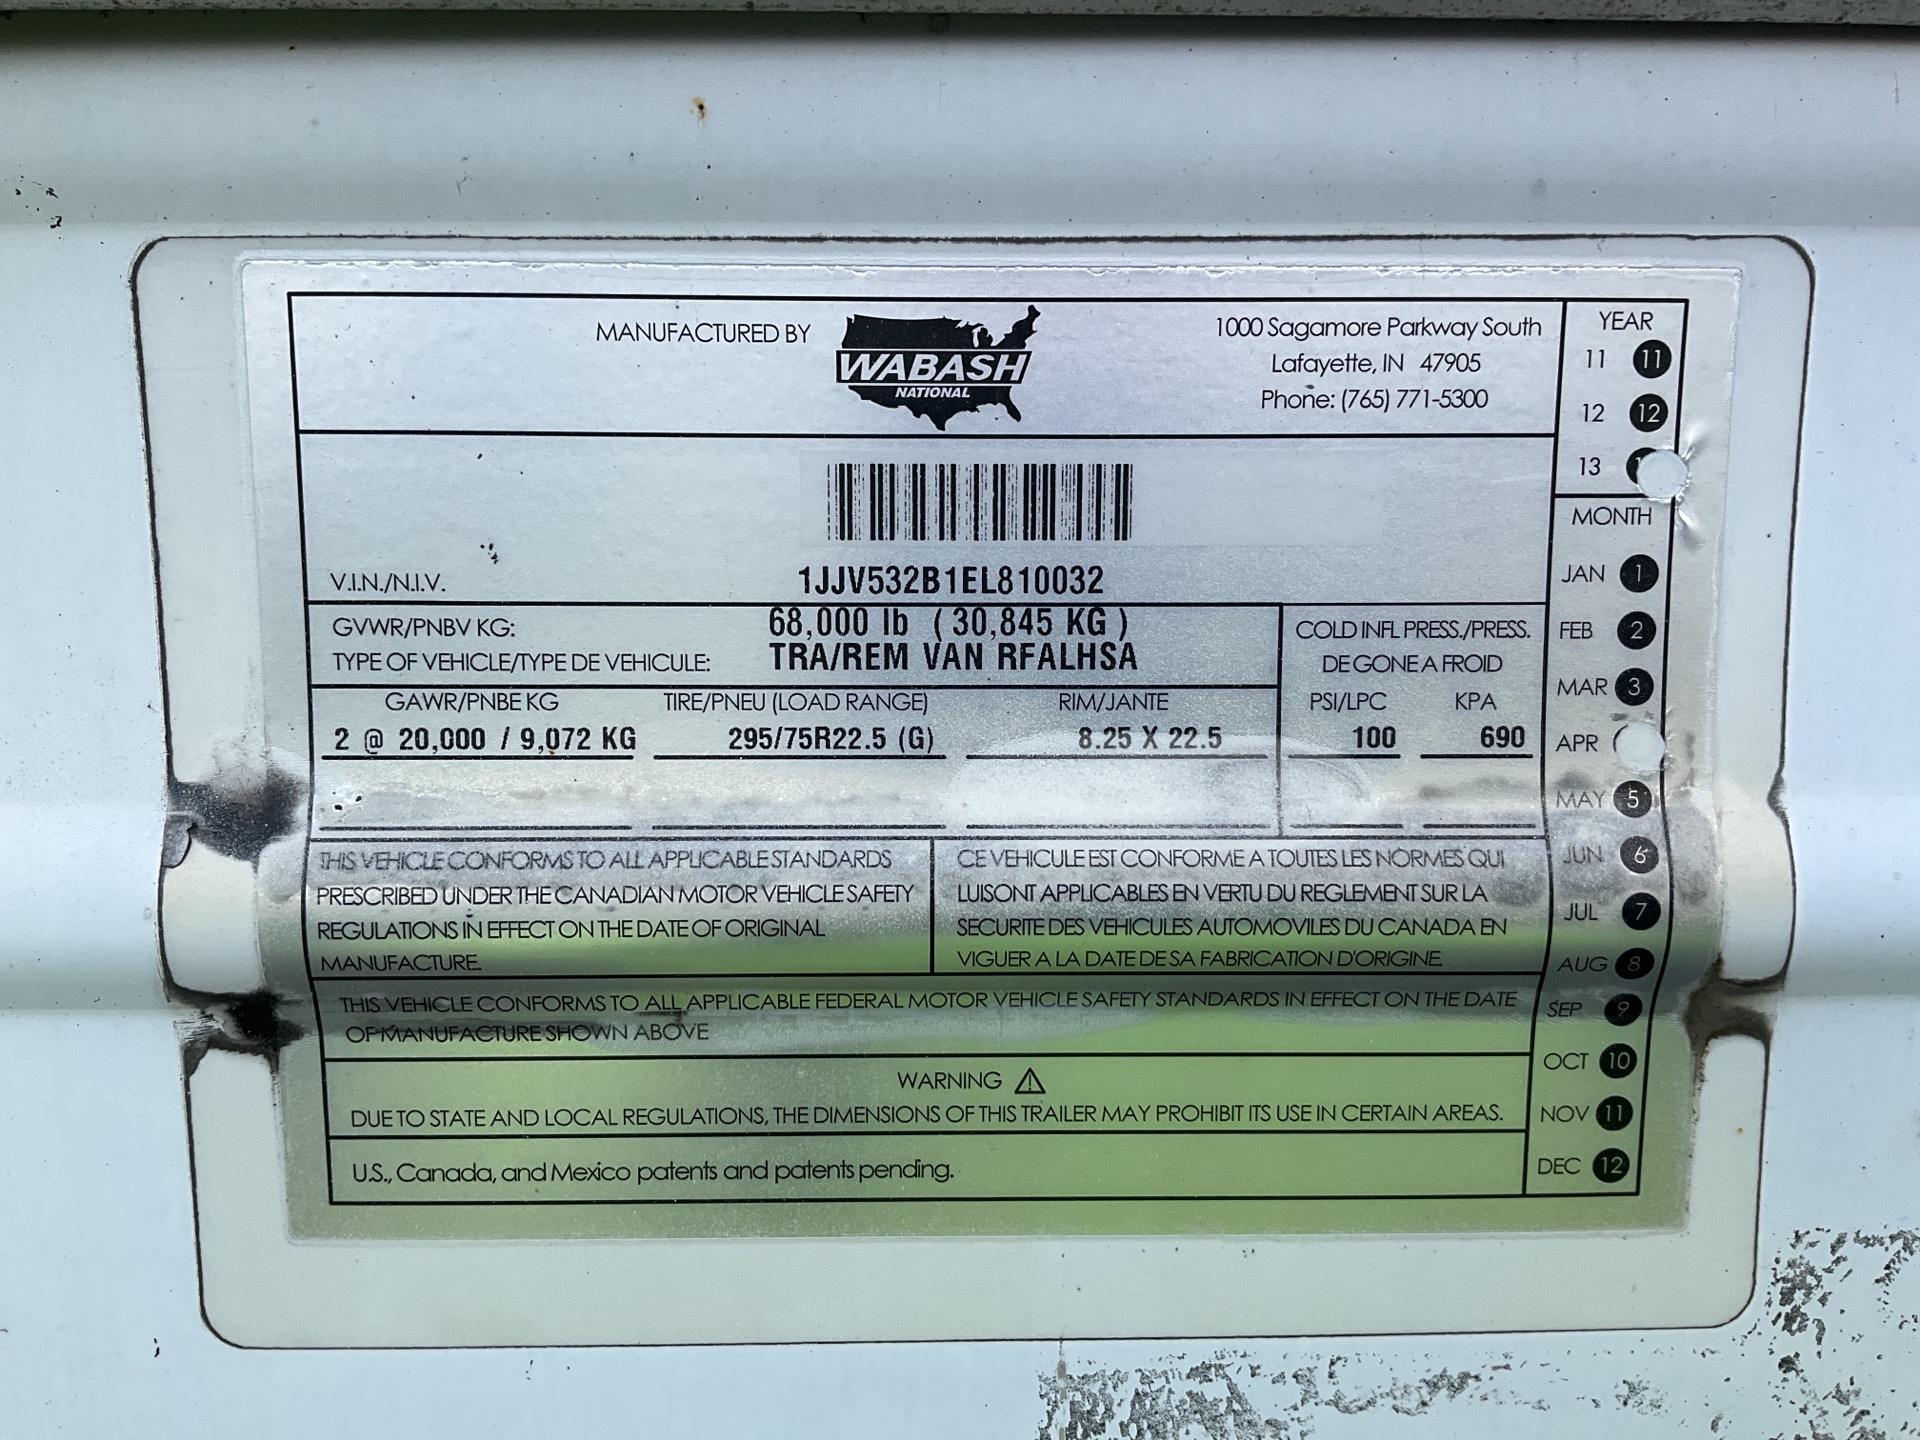 MANUFACTURED BY
WABASH
NATIONAL
1000 Sagamore Parkway South
Lafayette, IN 47905
Phone: (765) 771-5300
YEAR
11 11
12 12
13
MONTH
JAN 1
FEB 2
MAR 3
APR
MAY 5
JUN 6
JUL 7
AUG 8
SEP 9
OCT 10
NOV 11
DEC 12
V.I.N./N.I.V. 1JJV532B1EL810032
GVWR/PNBV KG: 68,000 lb ( 30,845 KG )
TYPE OF VEHICLE/TYPE DE VEHICULE: TRA/REM VAN RFALHSA
COLD INFL PRESS./PRESS.
DE GONE A FROID
GAWR/PNBE KG TIRE/PNEU (LOAD RANGE) RIM/JANTE PSI/LPC KPA
2 @ 20,000 / 9,072 KG 295/75R22.5 (G) 8.25 X 22.5 100 690
THIS VEHICLE CONFORMS TO ALL APPLICABLE STANDARDS
PRESCRIBED UNDER THE CANADIAN MOTOR VEHICLE SAFETY
REGULATIONS IN EFFECT ON THE DATE OF ORIGINAL
MANUFACTURE.
CE VEHICULE EST CONFORME A TOUTES LES NORMES QUI
LUISONT APPLICABLES EN VERTU DU REGLEMENT SUR LA
SECURITE DES VEHICULES AUTOMOVILES DU CANADA EN
VIGUER A LA DATE DE SA FABRICATION D'ORIGINE.
THIS VEHICLE CONFORMS TO ALL APPLICABLE FEDERAL MOTOR VEHICLE SAFETY STANDARDS IN EFFECT ON THE DATE
OF MANUFACTURE SHOWN ABOVE
WARNING
DUE TO STATE AND LOCAL REGULATIONS, THE DIMENSIONS OF THIS TRAILER MAY PROHIBIT ITS USE IN CERTAIN AREAS.
U.S., Canada, and Mexico patents and patents pending.